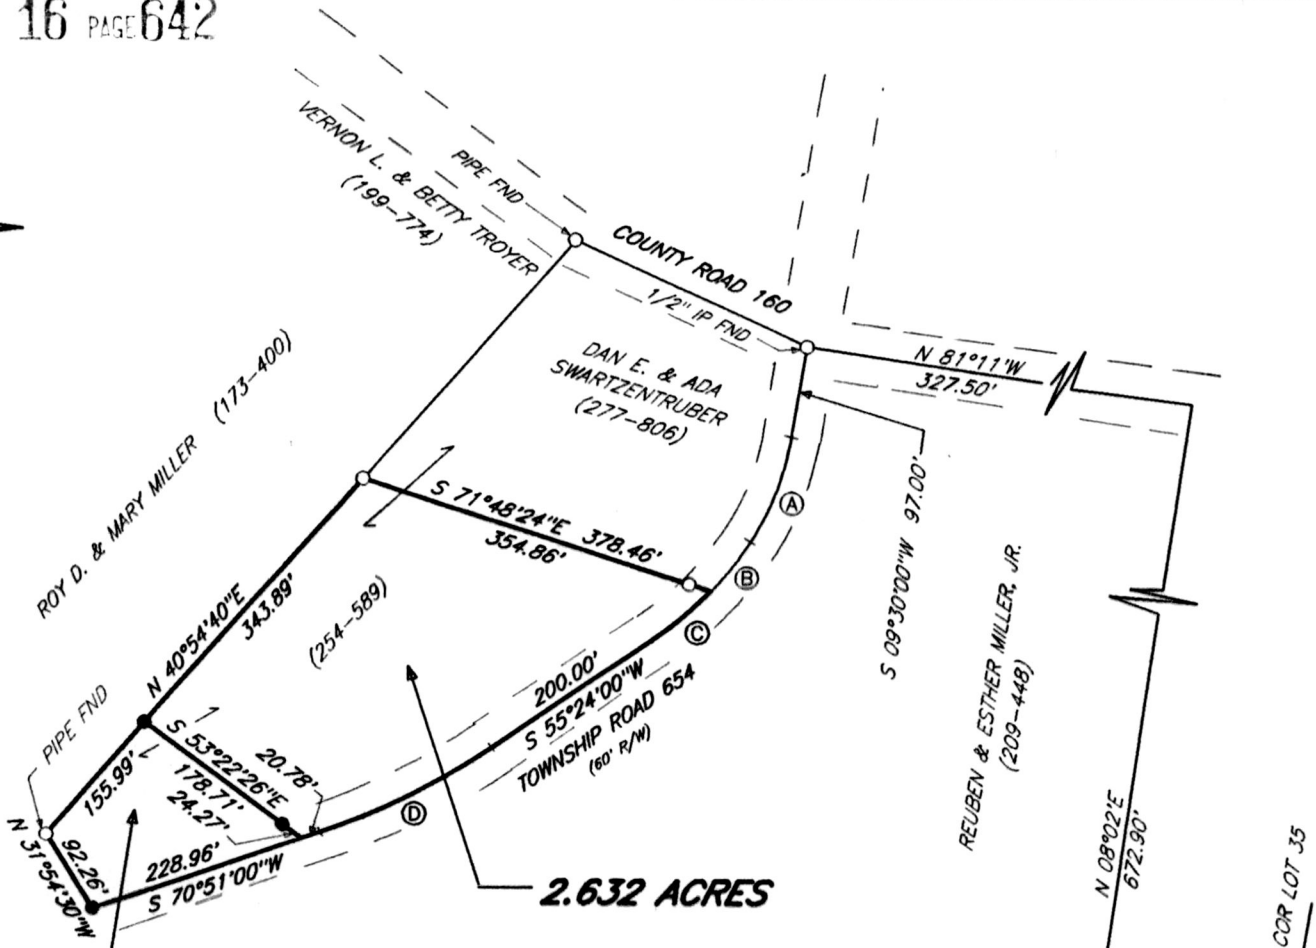 16 PAGE 642
VERNON L. & BETTY TROYER
(199-774)
PIPE FND
COUNTY ROAD 160
1/2" IP FND
N 81°11'W
327.50'
DAN E. & ADA
SWARTZENTRUBER
(277-806)
ROY D. & MARY MILLER (173-400)
S 09°30'00"W 97.00'
A
S 71°48'24"E 378.46'
354.86'
B
C
N 40°54'40"E
343.89'
(254-589)
200.00'
S 55°24'00"W
TOWNSHIP ROAD 654
(60' R/W)
REUBEN & ESTHER MILLER, JR.
(209-448)
PIPE FND
155.99'
S 53°22'26"E
178.71'
24.27'
20.78'
D
N 31°54'30"W
92.26'
228.96'
S 70°51'00"W
2.632 ACRES
N 08°02'E
672.90'
COR LOT 35